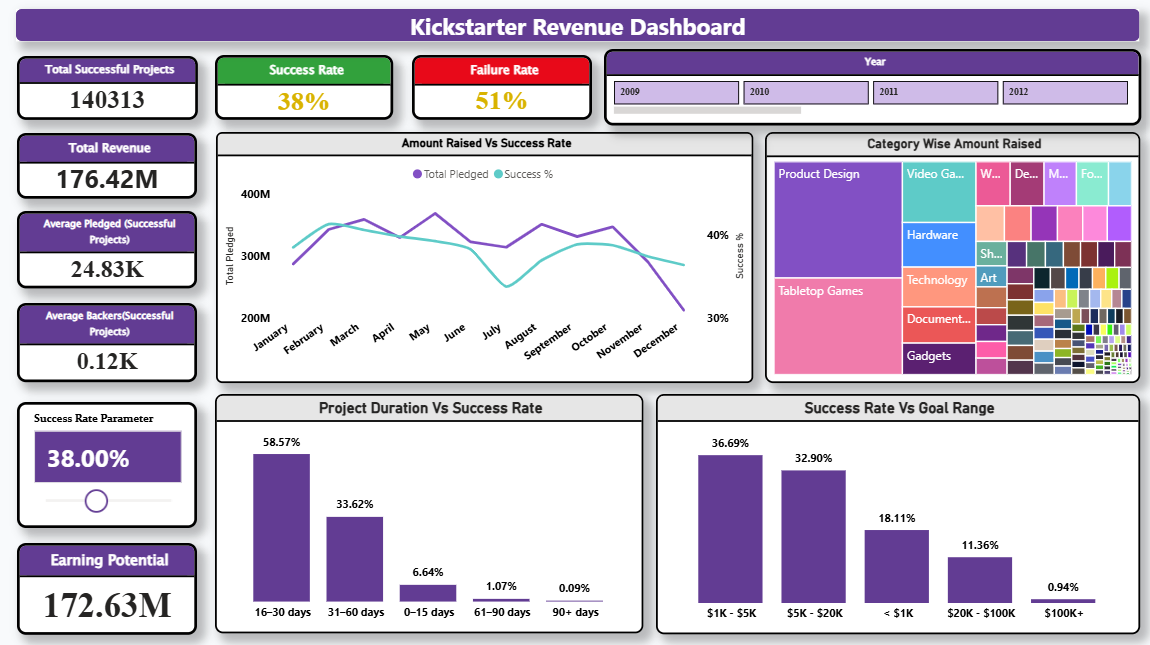 Kickstarter Revenue Dashboard
Total Successful Projects
140313
Success Rate
38%
Failure Rate
51%
Year
2009
2010
2011
2012
Total Revenue
176.42M
Average Pledged (Successful
Projects)
24.83K
Average Backers(Successful
Projects)
0.12K
Success Rate Parameter
38.00%
Earning Potential
172.63M
Amount Raised Vs Success Rate
Total Pledged
Success %
400M
300M
200M
Total Pledged
40%
30%
Success %
January
February
March
April
May
June
July
August
September
October
November
December
Category Wise Amount Raised
Product Design
Tabletop Games
Video Ga...
Hardware
Technology
Document...
Gadgets
W...
De...
M...
Fo...
Sh...
Art
Project Duration Vs Success Rate
58.57%
33.62%
6.64%
1.07%
0.09%
16–30 days
31–60 days
0–15 days
61–90 days
90+ days
Success Rate Vs Goal Range
36.69%
32.90%
18.11%
11.36%
0.94%
$1K - $5K
$5K - $20K
< $1K
$20K - $100K
$100K+